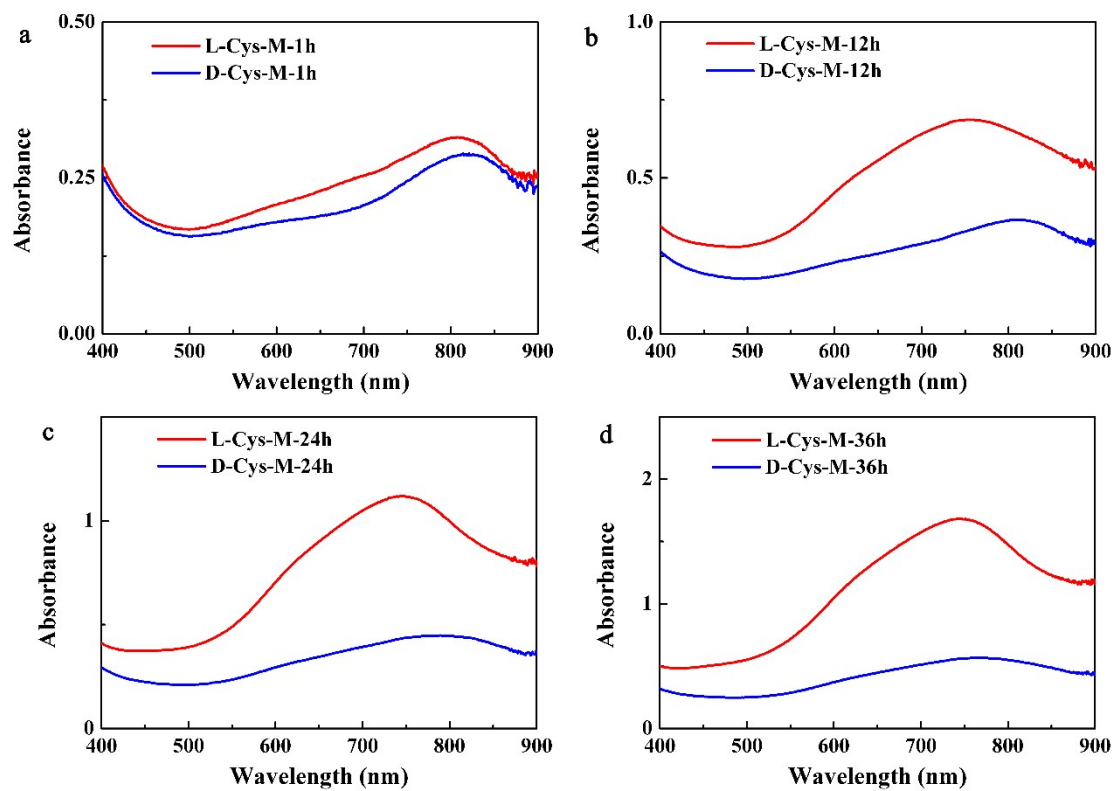 a
0.50
L-Cys-M-1h
D-Cys-M-1h
0.25
0.00
Absorbance
400 500 600 700 800 900
Wavelength (nm)
b
1.0
L-Cys-M-12h
D-Cys-M-12h
0.5
0.0
Absorbance
400 500 600 700 800 900
Wavelength (nm)
c
L-Cys-M-24h
D-Cys-M-24h
1
0
Absorbance
400 500 600 700 800 900
Wavelength (nm)
d
L-Cys-M-36h
D-Cys-M-36h
2
1
0
Absorbance
400 500 600 700 800 900
Wavelength (nm)